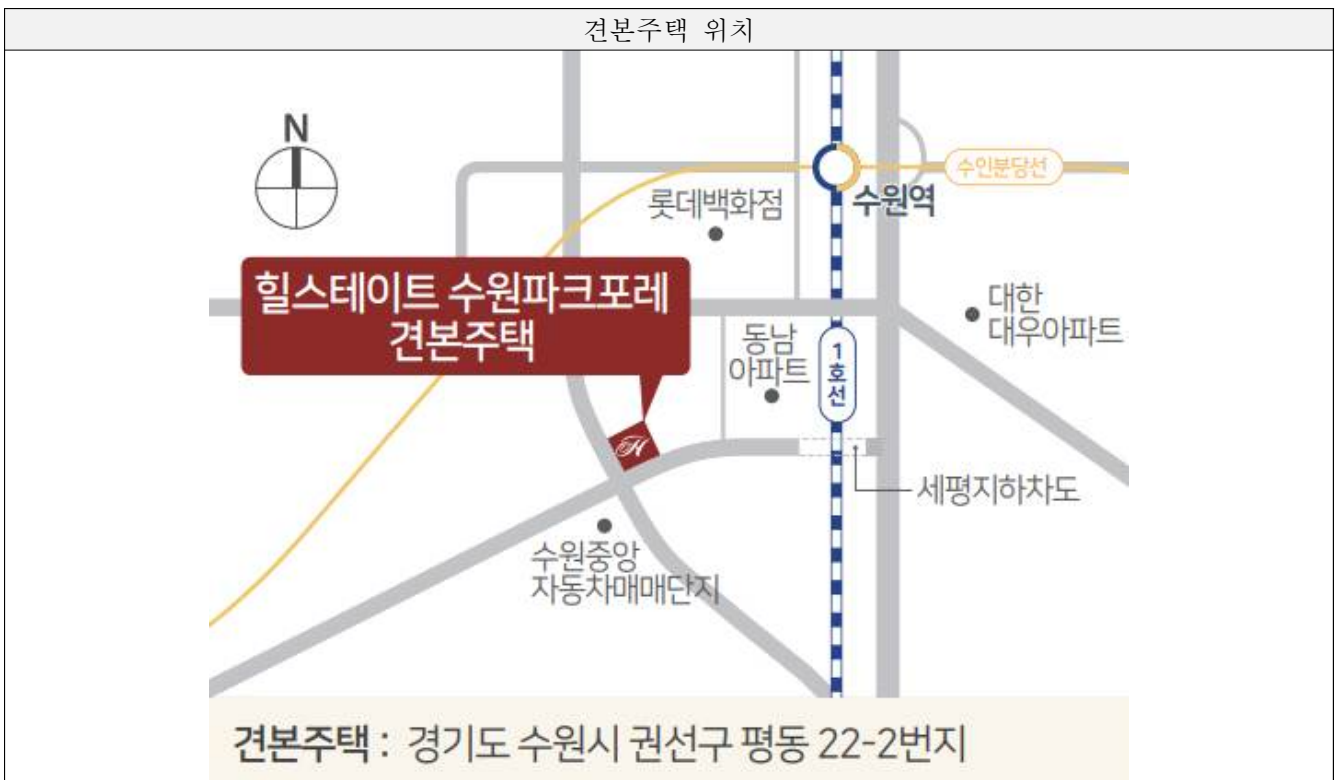 견본주택 위치
N
수인분당선
수원역
롯데백화점
힐스테이트 수원파크포레
견본주택
대한
대우아파트
동남
아파트
1호선
H
세평지하차도
수원중앙
자동차매매단지
견본주택 : 경기도 수원시 권선구 평동 22-2번지